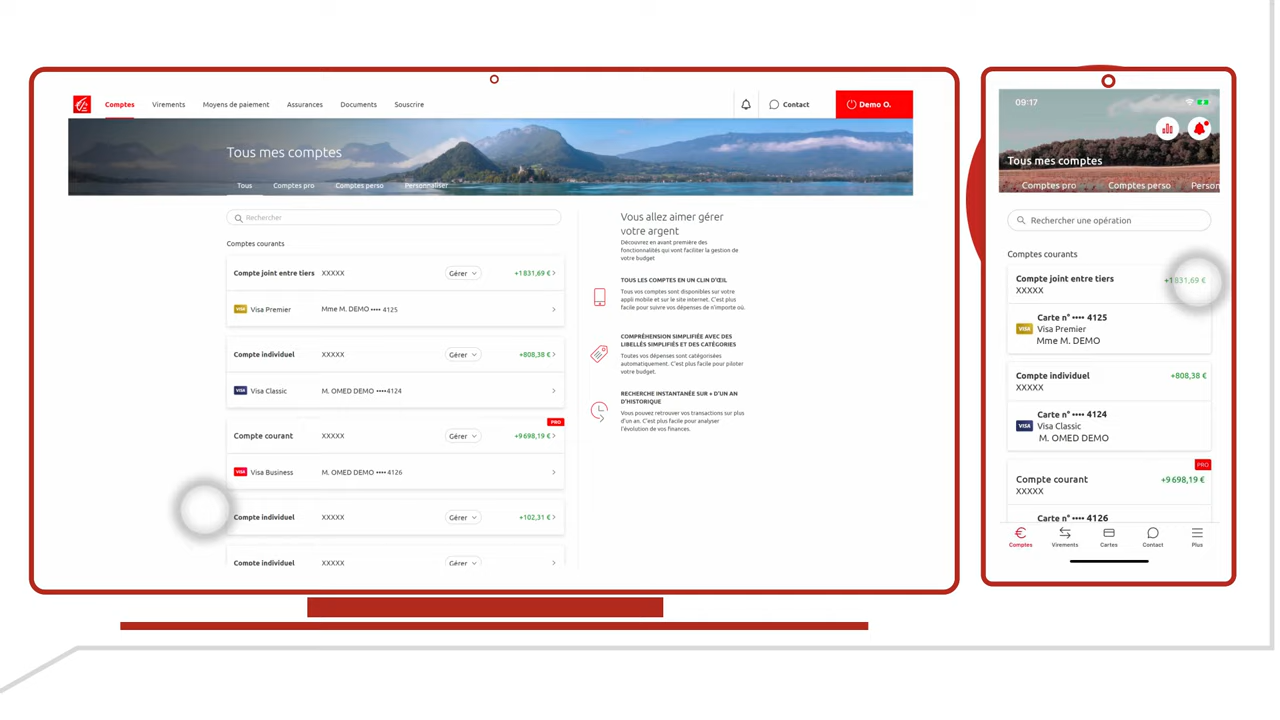 Comptes Virements Moyens de paiement Assurances Documents Souscrire Contact Demo O.
Tous mes comptes
Tous Comptes pro Comptes perso Personnaliser
Rechercher
Comptes courants
Compte joint entre tiers XXXXX Gérer +1 831,69 €
VISA Visa Premier Mme M. DEMO •••• 4125
Compte individuel XXXXX Gérer +808,38 €
VISA Visa Classic M. OMED DEMO ••••4124
PRO
Compte courant XXXXX Gérer +9 698,19 €
VISA Visa Business M. OMED DEMO •••• 4126
Compte individuel XXXXX Gérer +102,31 €
Compte individuel XXXXX Gérer
Vous allez aimer gérer
votre argent
Découvrez en avant première des
fonctionnalités qui vont faciliter la gestion de
votre budget
TOUS LES COMPTES EN UN CLIN D'ŒIL
Tous vos comptes sont disponibles sur votre
appli mobile et sur le site internet. C'est plus
facile pour suivre vos dépenses de n'importe où.
COMPRÉHENSION SIMPLIFIÉE AVEC DES
LIBELLÉS SIMPLIFIÉS ET DES CATÉGORIES
Toutes vos dépenses sont catégorisées
automatiquement. C'est plus facile pour piloter
votre budget.
RECHERCHE INSTANTANÉE SUR + D'UN AN
D'HISTORIQUE
Vous pouvez retrouver vos transactions sur plus
d'un an. C'est plus facile pour analyser
l'évolution de vos finances.
09:17
Tous mes comptes
Comptes pro Comptes perso Person
Rechercher une opération
Comptes courants
Compte joint entre tiers +1 831,69 €
XXXXX
Carte n° •••• 4125
VISA Visa Premier
Mme M. DEMO
Compte individuel +808,38 €
XXXXX
Carte n° •••• 4124
VISA Visa Classic
M. OMED DEMO
PRO
Compte courant +9 698,19 €
XXXXX
Carte n° •••• 4126
Comptes Virements Cartes Contact Plus